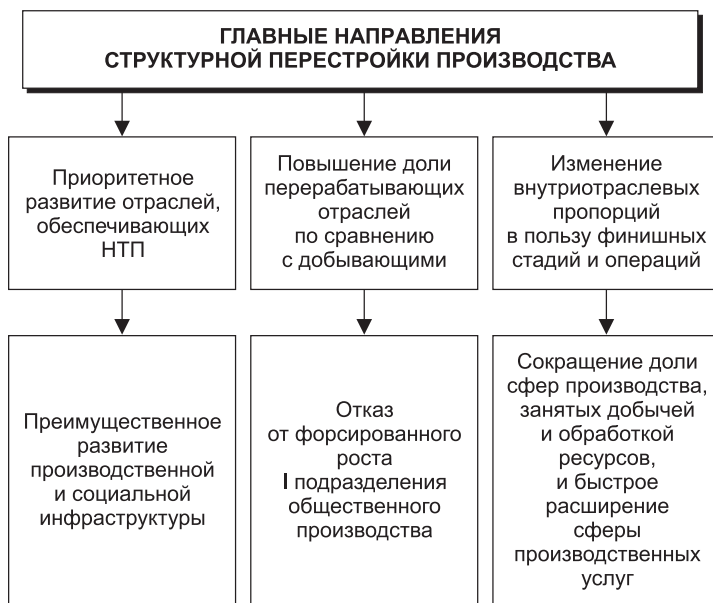 ГЛАВНЫЕ НАПРАВЛЕНИЯ
СТРУКТУРНОЙ ПЕРЕСТРОЙКИ ПРОИЗВОДСТВА
Приоритетное
развитие отраслей,
обеспечивающих
НТП
Повышение доли
перерабатывающих
отраслей
по сравнению
с добывающими
Изменение
внутриотраслевых
пропорций
в пользу финишных
стадий и операций
Преимущественное
развитие
производственной
и социальной
инфраструктуры
Отказ
от форсированного
роста
I подразделения
общественного
производства
Сокращение доли
сфер производства,
занятых добычей
и обработкой
ресурсов,
и быстрое
расширение
сферы
производственных
услуг